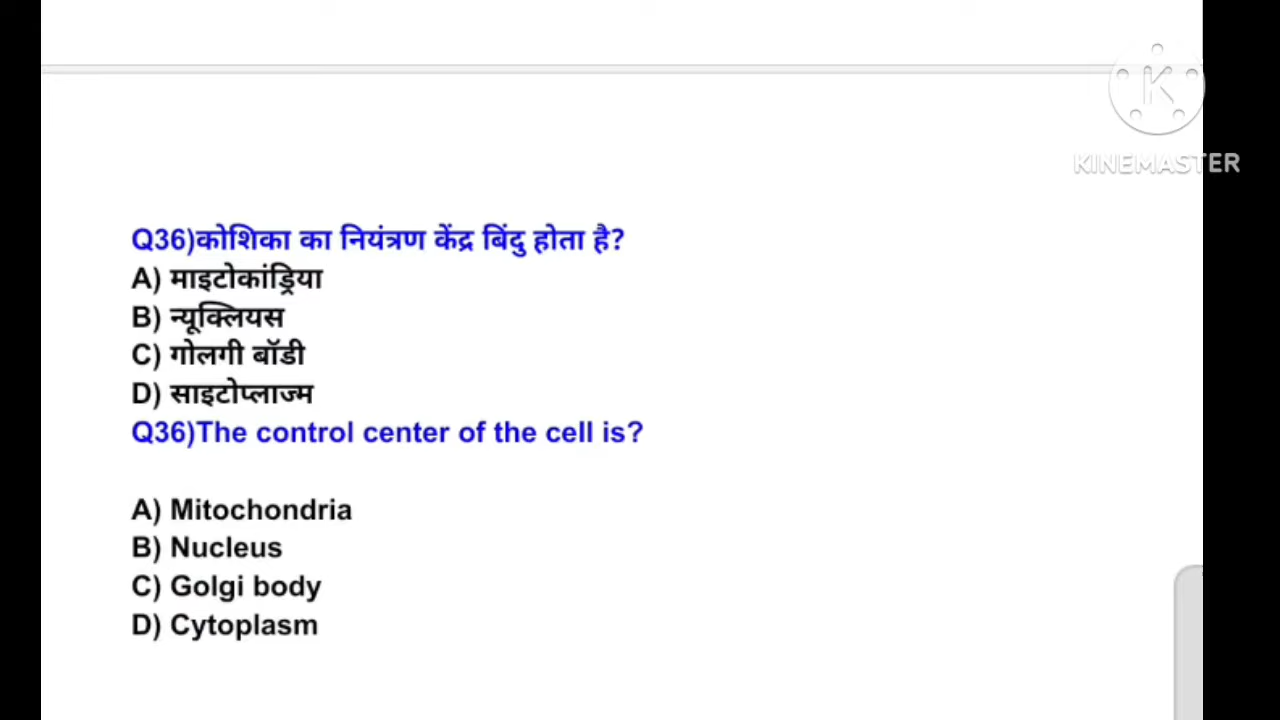 KINEMASTER
Q36)कोशिका का नियंत्रण केंद्र बिंदु होता है?
A) माइटोकांड्रिया
B) न्यूक्लियस
C) गोलगी बॉडी
D) साइटोप्लाज्म
Q36)The control center of the cell is?
A) Mitochondria
B) Nucleus
C) Golgi body
D) Cytoplasm